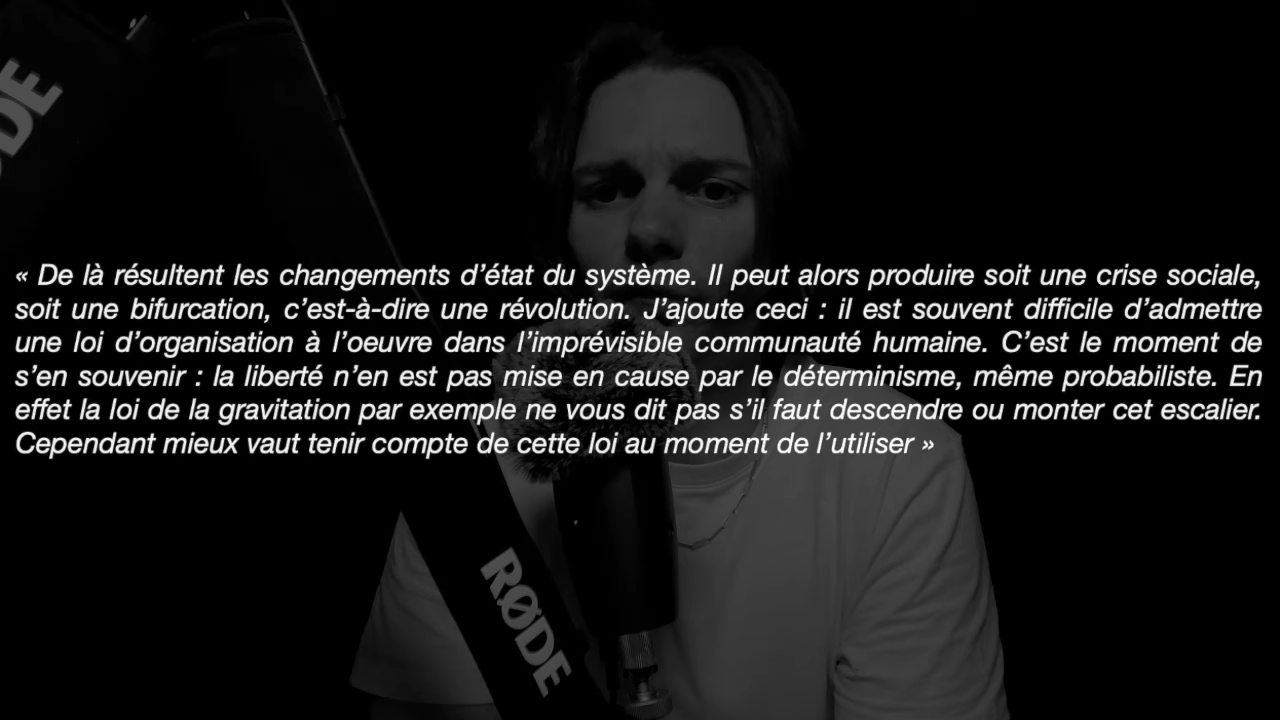 RØDE
« De là résultent les changements d’état du système. Il peut alors produire soit une crise sociale,
soit une bifurcation, c’est-à-dire une révolution. J’ajoute ceci : il est souvent difficile d’admettre
une loi d’organisation à l’oeuvre dans l’imprévisible communauté humaine. C’est le moment de
s’en souvenir : la liberté n’en est pas mise en cause par le déterminisme, même probabiliste. En
effet la loi de la gravitation par exemple ne vous dit pas s’il faut descendre ou monter cet escalier.
Cependant mieux vaut tenir compte de cette loi au moment de l’utiliser »
RØDE